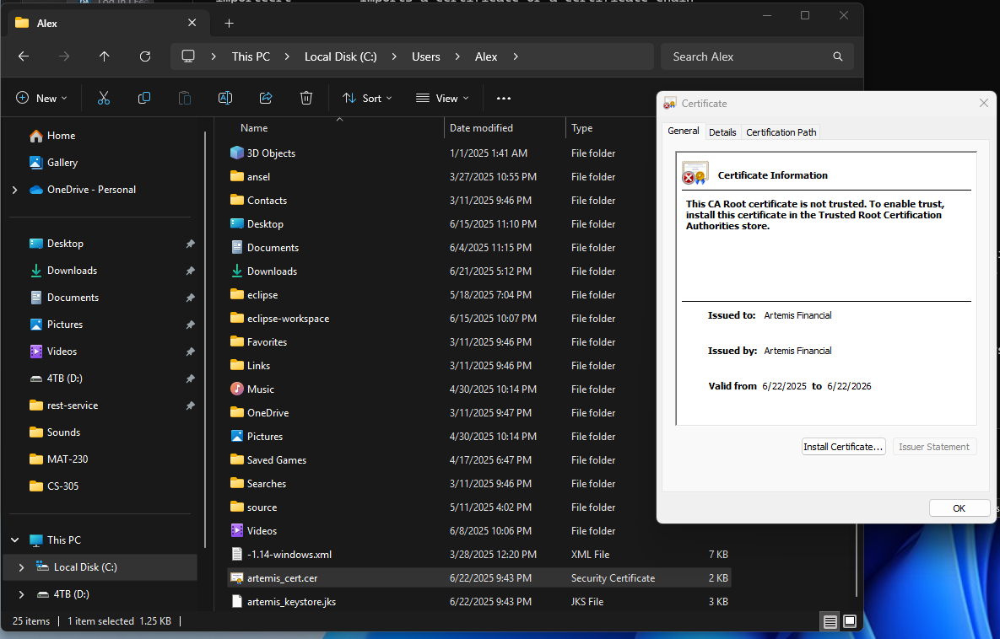 importcert Imports a certificate or a certificate chain
Alex
This PC > Local Disk (C:) > Users > Alex >
Search Alex
New
Sort
View
Name Date modified Type
Home
Gallery
OneDrive - Personal
Desktop
Downloads
Documents
Pictures
Videos
4TB (D:)
rest-service
Sounds
MAT-230
CS-305
This PC
Local Disk (C:)
4TB (D:)
3D Objects 1/1/2025 1:41 AM File folder
ansel 3/27/2025 10:55 PM File folder
Contacts 3/11/2025 9:46 PM File folder
Desktop 6/15/2025 11:10 PM File folder
Documents 6/4/2025 11:15 PM File folder
Downloads 6/21/2025 5:12 PM File folder
eclipse 5/18/2025 7:04 PM File folder
eclipse-workspace 6/15/2025 10:07 PM File folder
Favorites 3/11/2025 9:46 PM File folder
Links 3/11/2025 9:46 PM File folder
Music 4/30/2025 10:14 PM File folder
OneDrive 3/11/2025 9:47 PM File folder
Pictures 4/30/2025 10:14 PM File folder
Saved Games 4/17/2025 6:47 PM File folder
Searches 3/11/2025 9:46 PM File folder
source 5/11/2025 4:02 PM File folder
Videos 6/8/2025 10:06 PM File folder
-1.14-windows.xml 3/28/2025 12:20 PM XML File 7 KB
artemis_cert.cer 6/22/2025 9:43 PM Security Certificate 2 KB
artemis_keystore.jks 6/22/2025 9:43 PM JKS File 3 KB
25 items | 1 item selected 1.25 KB |
Certificate
General Details Certification Path
Certificate Information
This CA Root certificate is not trusted. To enable trust,
install this certificate in the Trusted Root Certification
Authorities store.
Issued to: Artemis Financial
Issued by: Artemis Financial
Valid from 6/22/2025 to 6/22/2026
Install Certificate...
Issuer Statement
OK